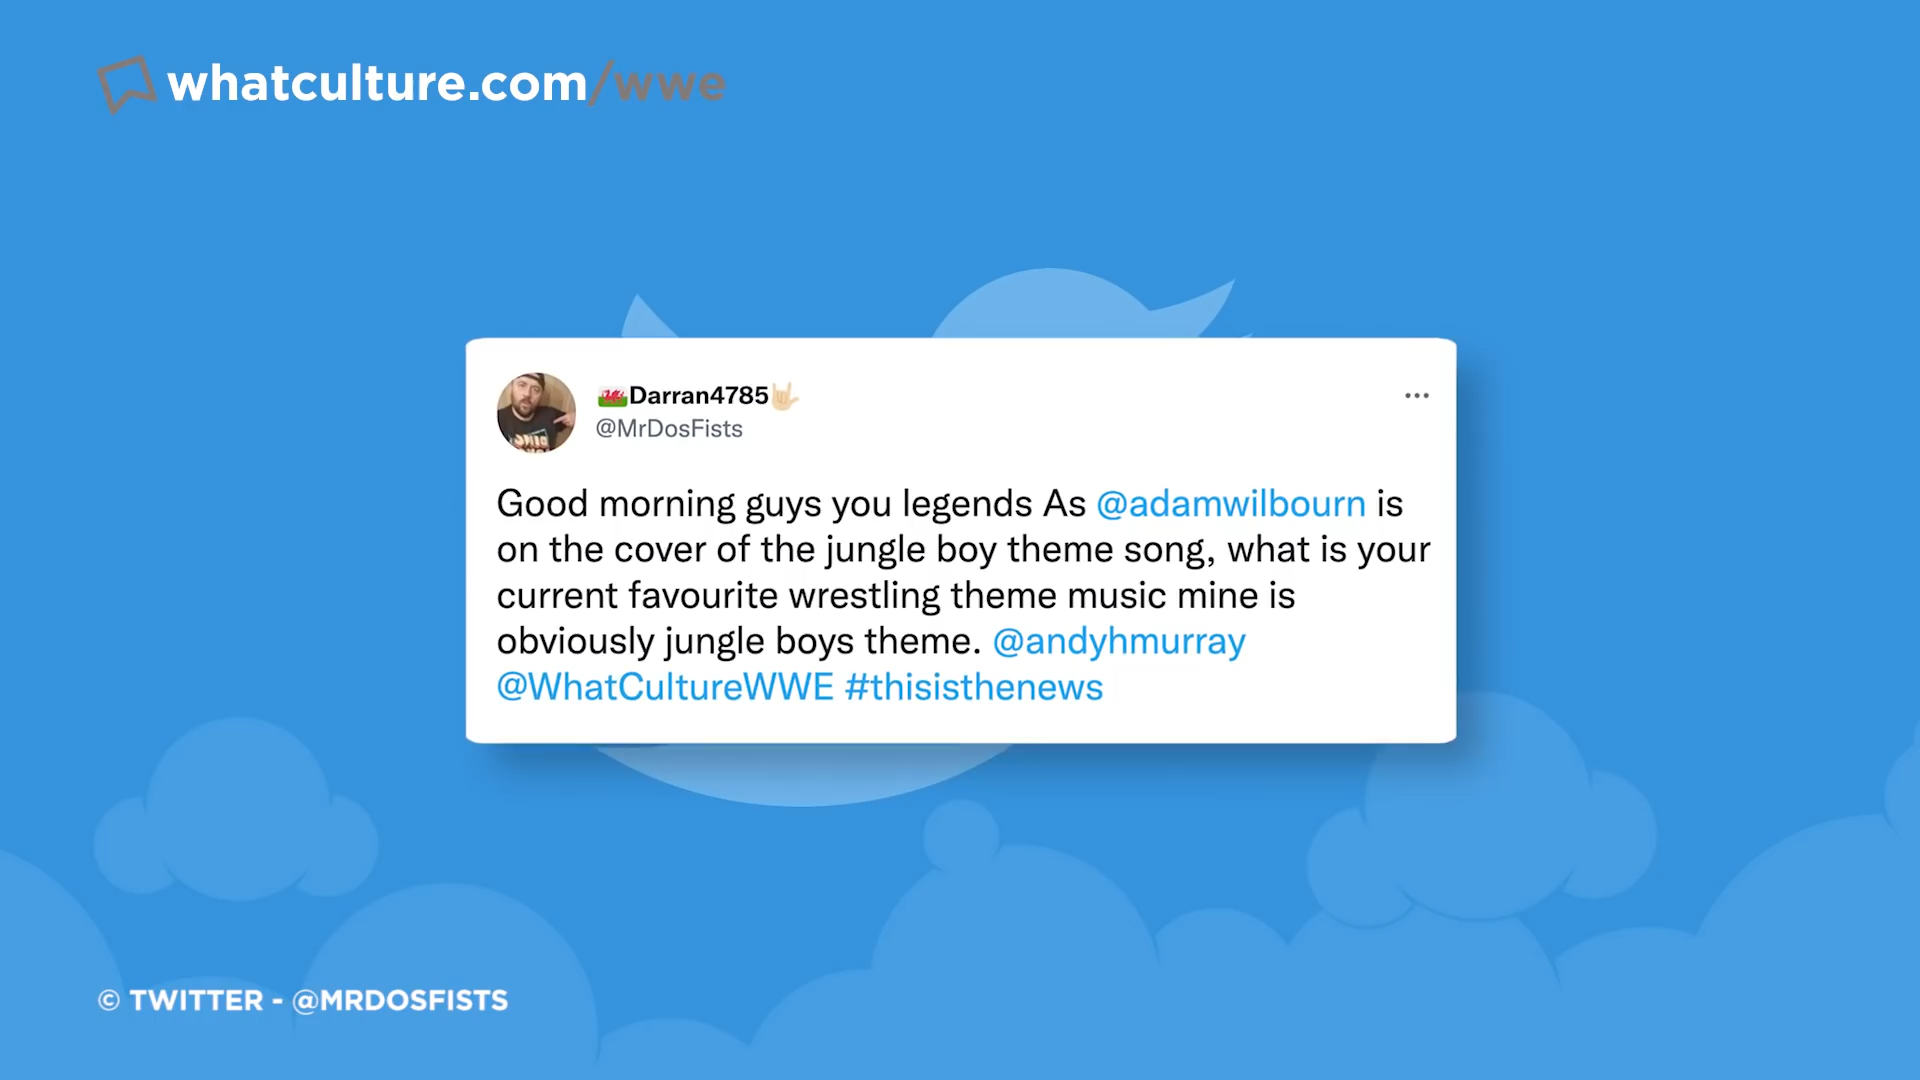 whatculture.com/wwe
Darran4785
@MrDosFists
Good morning guys you legends As @adamwilbourn is
on the cover of the jungle boy theme song, what is your
current favourite wrestling theme music mine is
obviously jungle boys theme. @andyhmurray
@WhatCultureWWE #thisisthenews
© TWITTER - @MRDOSFISTS